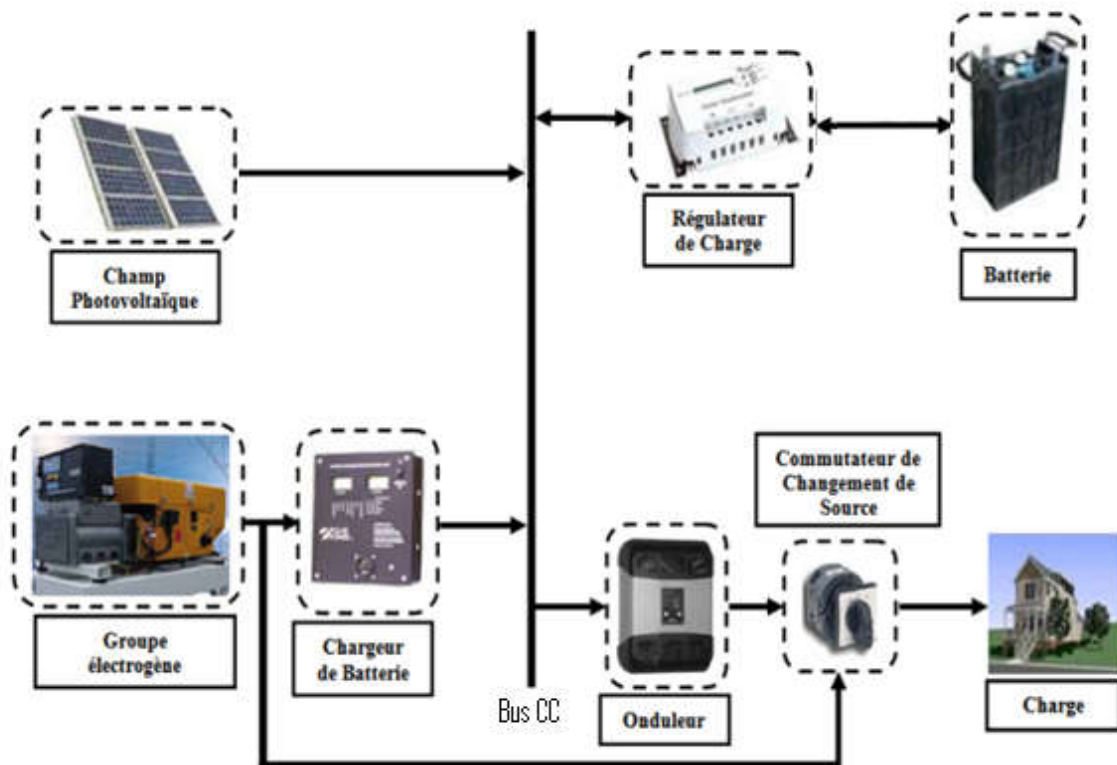 Régulateur
de Charge
Batterie
Champ
Photovoltaïque
Commutateur de
Changement de
Source
Groupe
électrogène
Chargeur
de Batterie
Bus CC
Onduleur
Charge